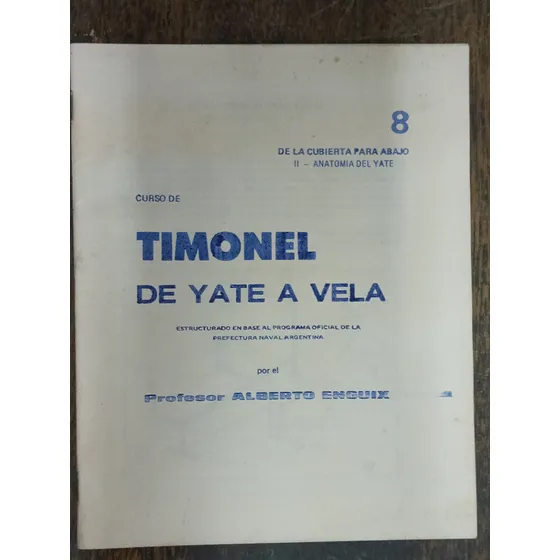 8
DE LA CUBIERTA PARA ABAJO
II - ANATOMIA DEL YATE
CURSO DE
TIMONEL
DE YATE A VELA
ESTRUCTURADO EN BASE AL PROGRAMA OFICIAL DE LA
PREFECTURA NAVAL ARGENTINA
por el
Profesor ALBERTO ENGUIX